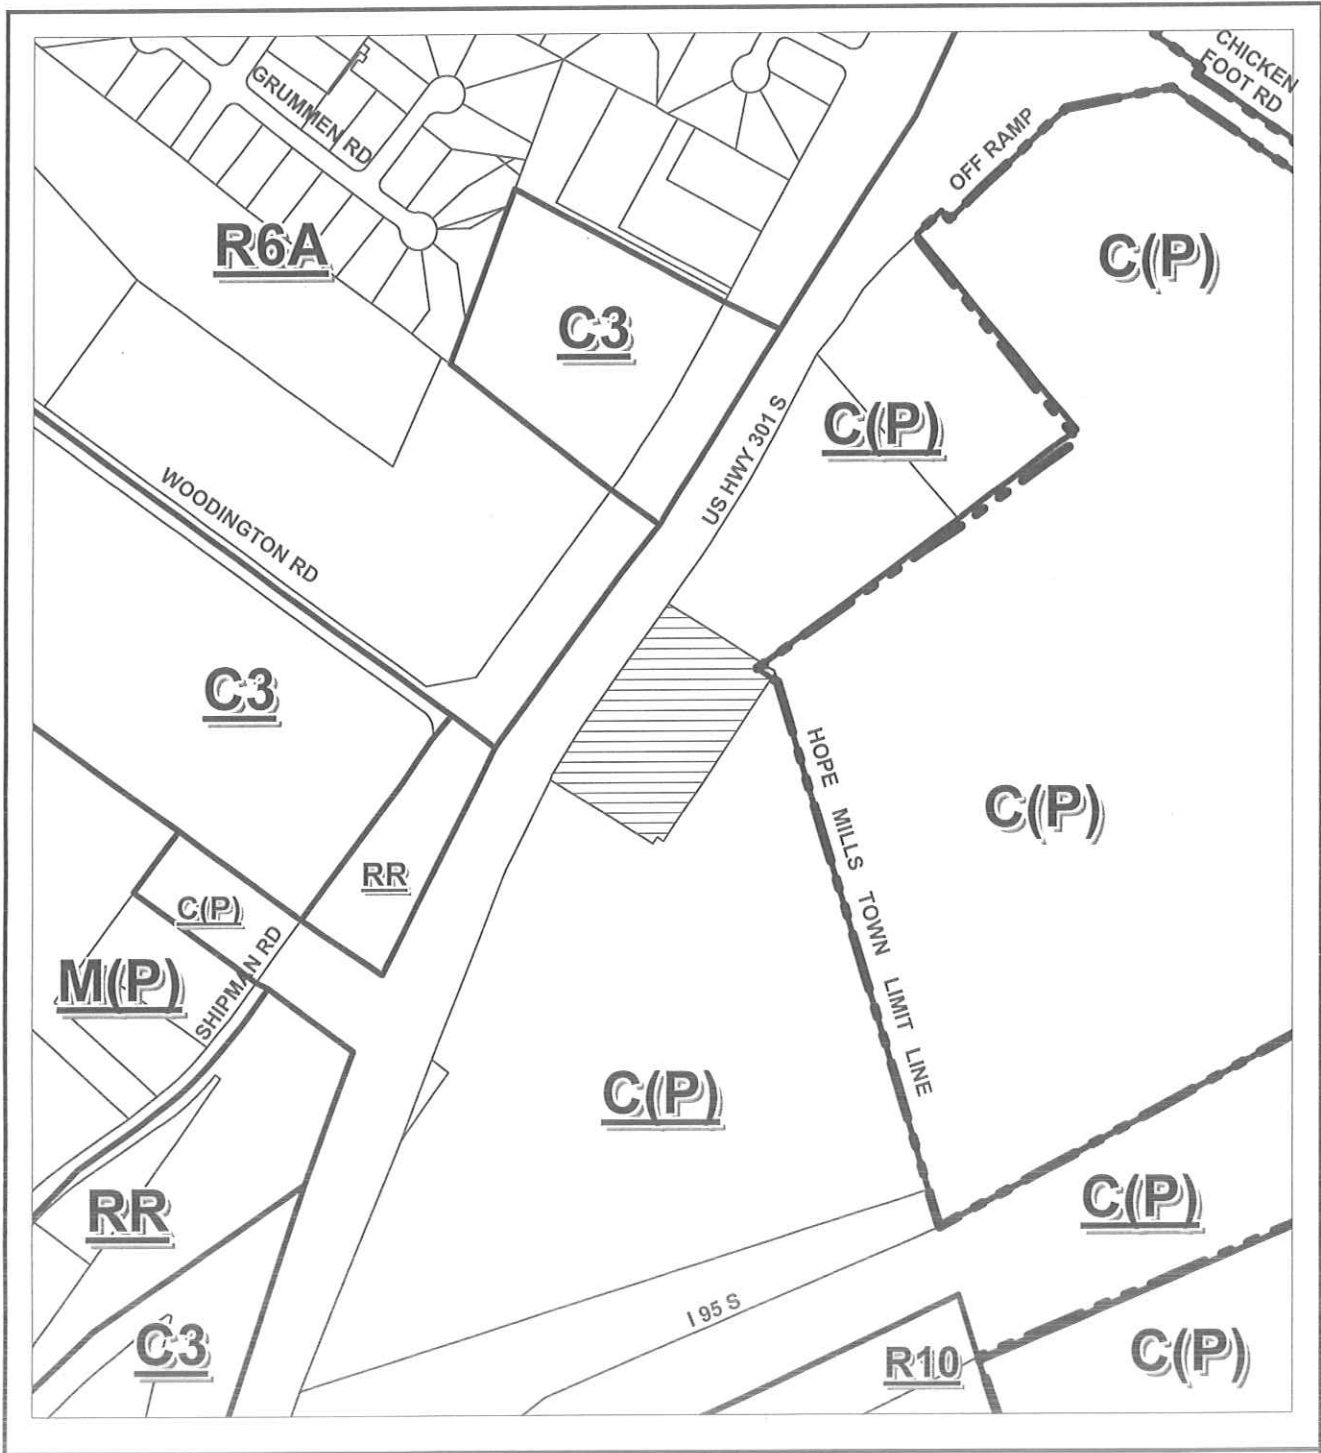 CHICKEN
FOOT RD
GRUMMEN RD
OFF RAMP
R6A
C(P)
C3
US HWY 301 S
C(P)
WOODINGTON RD
C3
HOPE MILLS TOWN LIMIT LINE
C(P)
RR
C(P)
M(P)
SHIPMAN RD
C(P)
RR
C(P)
I 95 S
C3
R10
C(P)